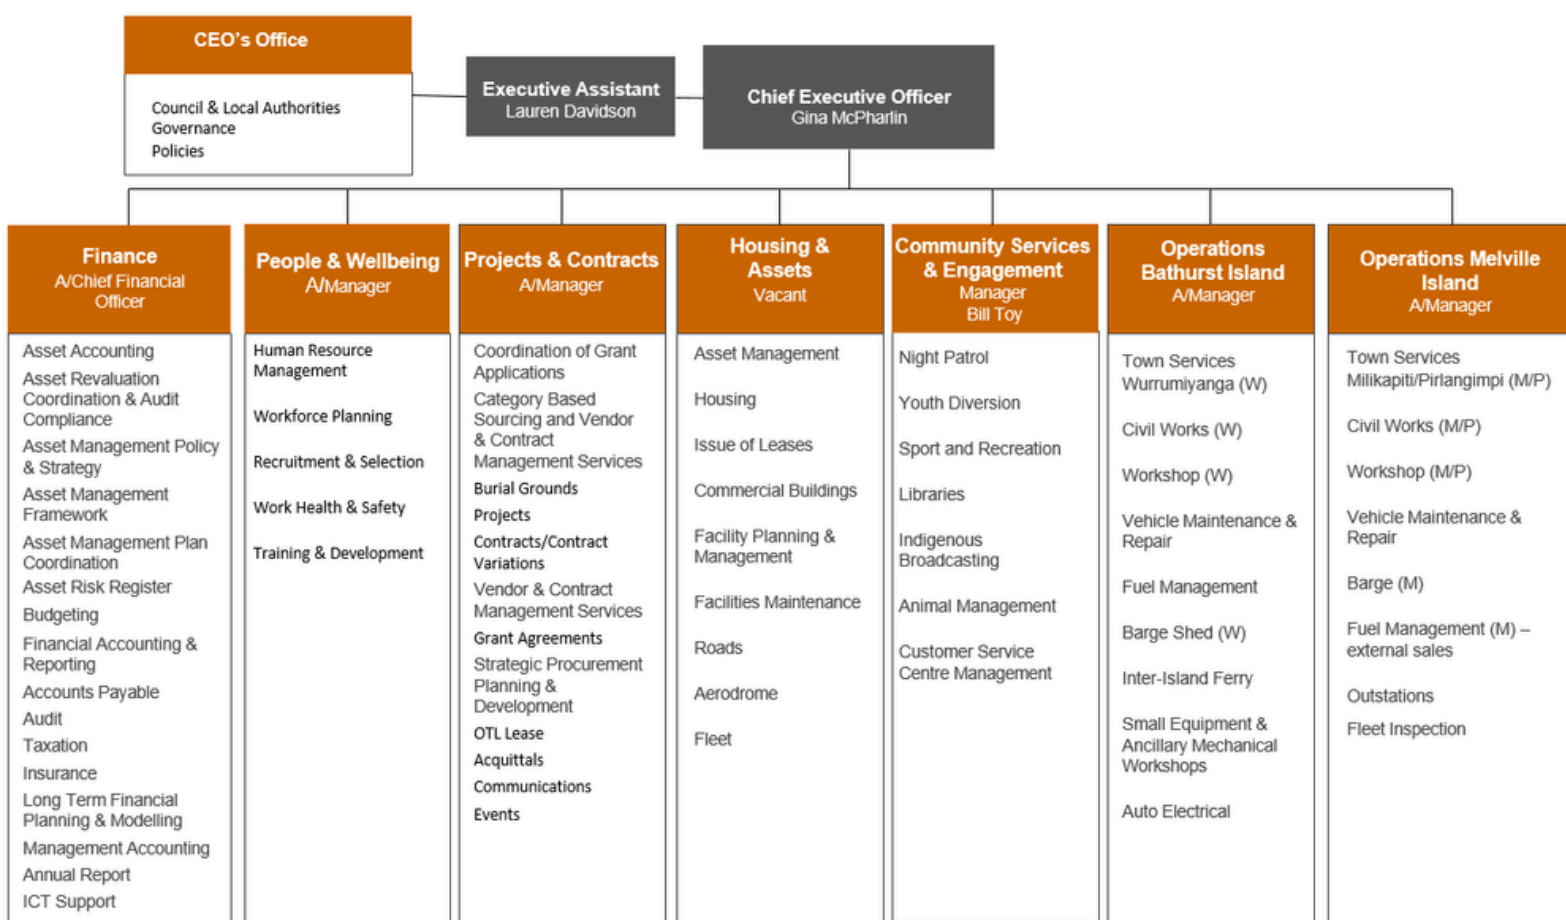 CEO's Office
Council & Local Authorities
Governance
Policies
Executive Assistant
Lauren Davidson
Chief Executive Officer
Gina McPharlin
Finance
A/Chief Financial
Officer
Asset Accounting
Asset Revaluation
Coordination & Audit
Compliance
Asset Management Policy
& Strategy
Asset Management
Framework
Asset Management Plan
Coordination
Asset Risk Register
Budgeting
Financial Accounting &
Reporting
Accounts Payable
Audit
Taxation
Insurance
Long Term Financial
Planning & Modelling
Management Accounting
Annual Report
ICT Support
People & Wellbeing
A/Manager
Human Resource
Management
Workforce Planning
Recruitment & Selection
Work Health & Safety
Training & Development
Projects & Contracts
A/Manager
Coordination of Grant
Applications
Category Based
Sourcing and Vendor
& Contract
Management Services
Burial Grounds
Projects
Contracts/Contract
Variations
Vendor & Contract
Management Services
Grant Agreements
Strategic Procurement
Planning &
Development
OTL Lease
Acquittals
Communications
Events
Housing &
Assets
Vacant
Asset Management
Housing
Issue of Leases
Commercial Buildings
Facility Planning &
Management
Facilities Maintenance
Roads
Aerodrome
Fleet
Community Services
& Engagement
Manager
Bill Toy
Night Patrol
Youth Diversion
Sport and Recreation
Libraries
Indigenous
Broadcasting
Animal Management
Customer Service
Centre Management
Operations
Bathurst Island
A/Manager
Town Services
Wurrumiyanga (W)
Civil Works (W)
Workshop (W)
Vehicle Maintenance &
Repair
Fuel Management
Barge Shed (W)
Inter-Island Ferry
Small Equipment &
Ancillary Mechanical
Workshops
Auto Electrical
Operations Melville
Island
A/Manager
Town Services
Milikapiti/Pirlangimpi (M/P)
Civil Works (M/P)
Workshop (M/P)
Vehicle Maintenance &
Repair
Barge (M)
Fuel Management (M) –
external sales
Outstations
Fleet Inspection